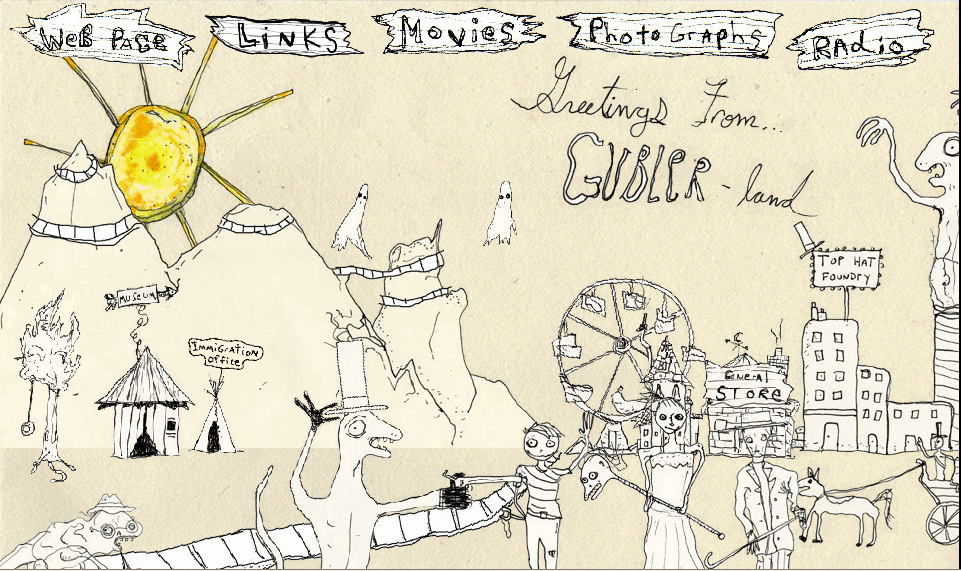 WEB PAGE
LINKS
MOVIES
PHOTOGRAPHS
RADio
Greetings From...
GUBLER-land
TOP HAT
FOUNDRY
MUSEUM
IMMIGRATION
office
GENERAL
STORE